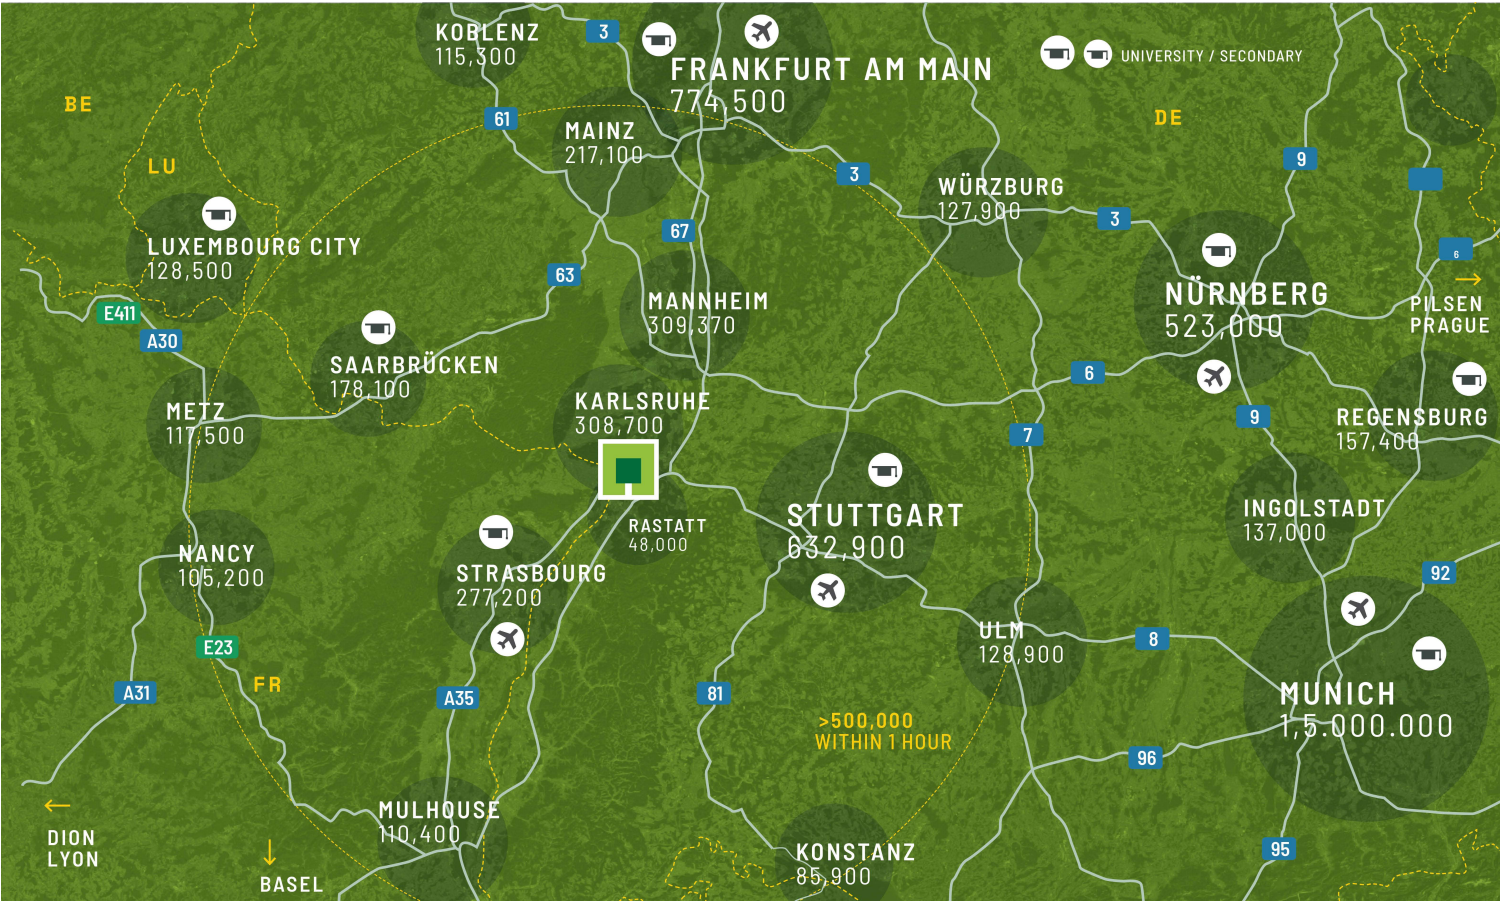 KOBLENZ
115,300
3
FRANKFURT AM MAIN
774,500
UNIVERSITY / SECONDARY
BE
61
MAINZ
217,100
DE
LU
3
9
WÜRZBURG
127,900
3
67
LUXEMBOURG CITY
128,500
63
6
E411
A30
MANNHEIM
309,370
NÜRNBERG
523,000
→
PILSEN
PRAGUE
SAARBRÜCKEN
178,100
6
METZ
117,500
KARLSRUHE
308,700
7
9
REGENSBURG
157,400
STUTTGART
632,900
INGOLSTADT
137,000
RASTATT
48,000
NANCY
105,200
STRASBOURG
277,200
92
E23
ULM
128,900
8
FR
A31
A35
81
MUNICH
1,5.000.000
>500,000
WITHIN 1 HOUR
96
←
DION
LYON
MULHOUSE
110,400
↓
BASEL
KONSTANZ
85,900
95